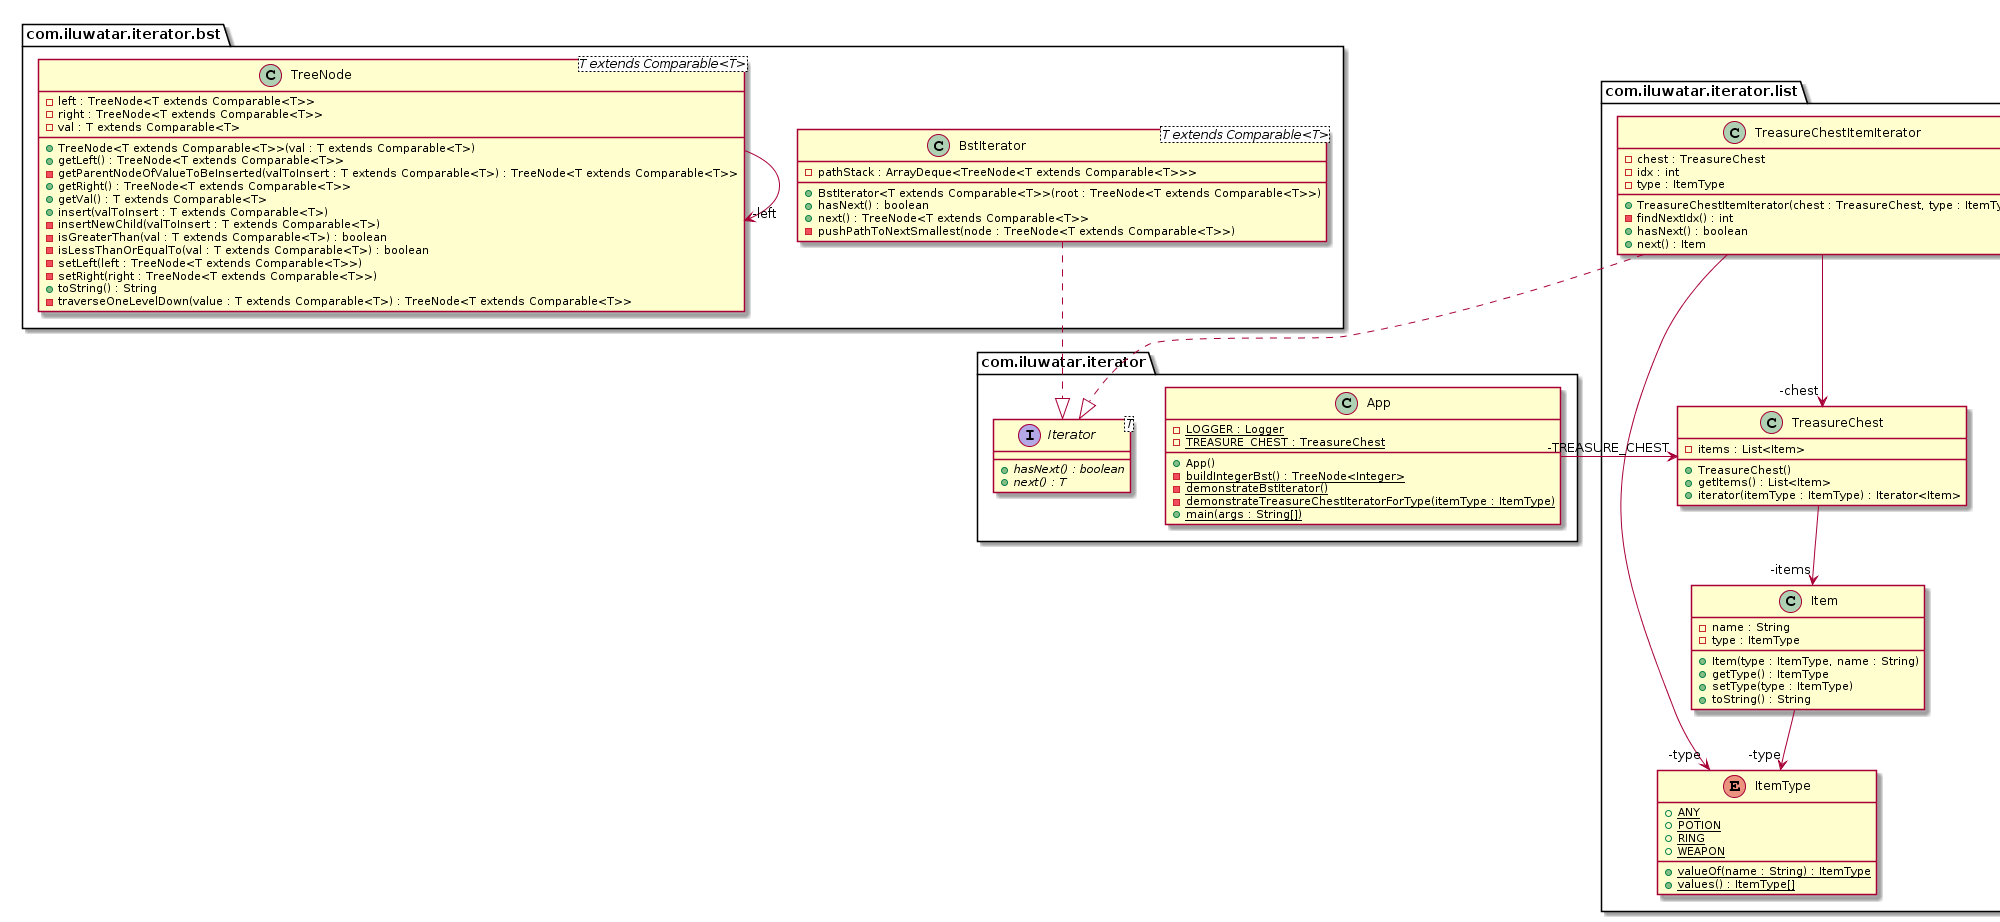 com.iluwatar.iterator.bst
T extends Comparable<T>
C TreeNode
left : TreeNode<T extends Comparable<T>>
right : TreeNode<T extends Comparable<T>>
val : T extends Comparable<T>
TreeNode<T extends Comparable<T>>(val : T extends Comparable<T>)
getLeft() : TreeNode<T extends Comparable<T>>
getParentNodeOfValueToBeInserted(valToInsert : T extends Comparable<T>) : TreeNode<T extends Comparable<T>>
getRight() : TreeNode<T extends Comparable<T>>
getVal() : T extends Comparable<T>
insert(valToInsert : T extends Comparable<T>)
insertNewChild(valToInsert : T extends Comparable<T>)
isGreaterThan(val : T extends Comparable<T>) : boolean
isLessThanOrEqualTo(val : T extends Comparable<T>) : boolean
setLeft(left : TreeNode<T extends Comparable<T>>)
setRight(right : TreeNode<T extends Comparable<T>>)
toString() : String
traverseOneLevelDown(value : T extends Comparable<T>) : TreeNode<T extends Comparable<T>>
-left
T extends Comparable<T>
C BstIterator
pathStack : ArrayDeque<TreeNode<T extends Comparable<T>>>
BstIterator<T extends Comparable<T>>(root : TreeNode<T extends Comparable<T>>)
hasNext() : boolean
next() : TreeNode<T extends Comparable<T>>
pushPathToNextSmallest(node : TreeNode<T extends Comparable<T>>)
com.iluwatar.iterator
T
I Iterator
hasNext() : boolean
next() : T
C App
LOGGER : Logger
TREASURE_CHEST : TreasureChest
App()
buildIntegerBst() : TreeNode<Integer>
demonstrateBstIterator()
demonstrateTreasureChestIteratorForType(itemType : ItemType)
main(args : String[])
-TREASURE_CHEST
com.iluwatar.iterator.list
C TreasureChestItemIterator
chest : TreasureChest
idx : int
type : ItemType
TreasureChestItemIterator(chest : TreasureChest, type : ItemTy
findNextIdx() : int
hasNext() : boolean
next() : Item
-chest
C TreasureChest
items : List<Item>
TreasureChest()
getItems() : List<Item>
iterator(itemType : ItemType) : Iterator<Item>
-items
C Item
name : String
type : ItemType
Item(type : ItemType, name : String)
getType() : ItemType
setType(type : ItemType)
toString() : String
-type
-type
E ItemType
ANY
POTION
RING
WEAPON
valueOf(name : String) : ItemType
values() : ItemType[]